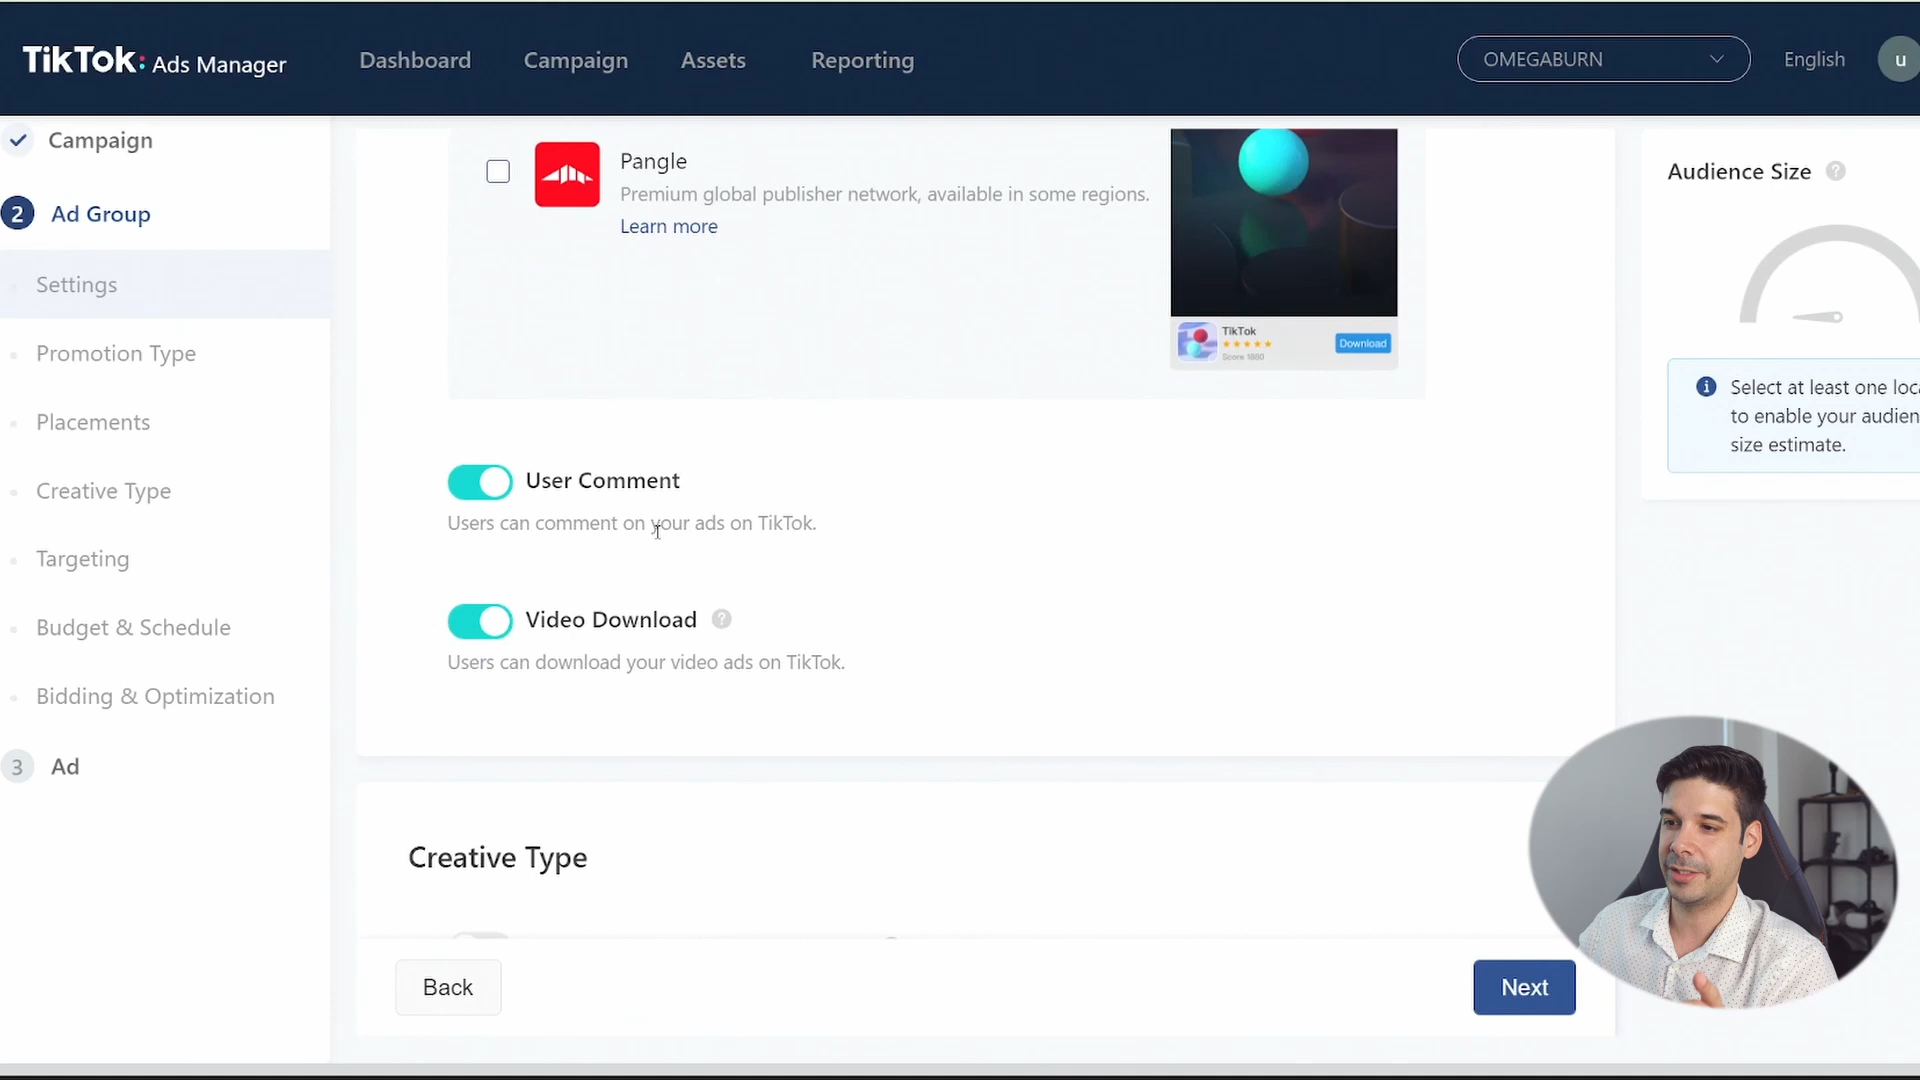 TikTok: Ads Manager
Dashboard
Campaign
Assets
Reporting
OMEGABURN
English
u
Campaign
2 Ad Group
Settings
Promotion Type
Placements
Creative Type
Targeting
Budget & Schedule
Bidding & Optimization
3 Ad
Pangle
Premium global publisher network, available in some regions.
Learn more
TikTok
Score 1860
Download
User Comment
Users can comment on your ads on TikTok.
Video Download ?
Users can download your video ads on TikTok.
Creative Type
Back
Next
Audience Size ?
Select at least one loca
to enable your audien
size estimate.